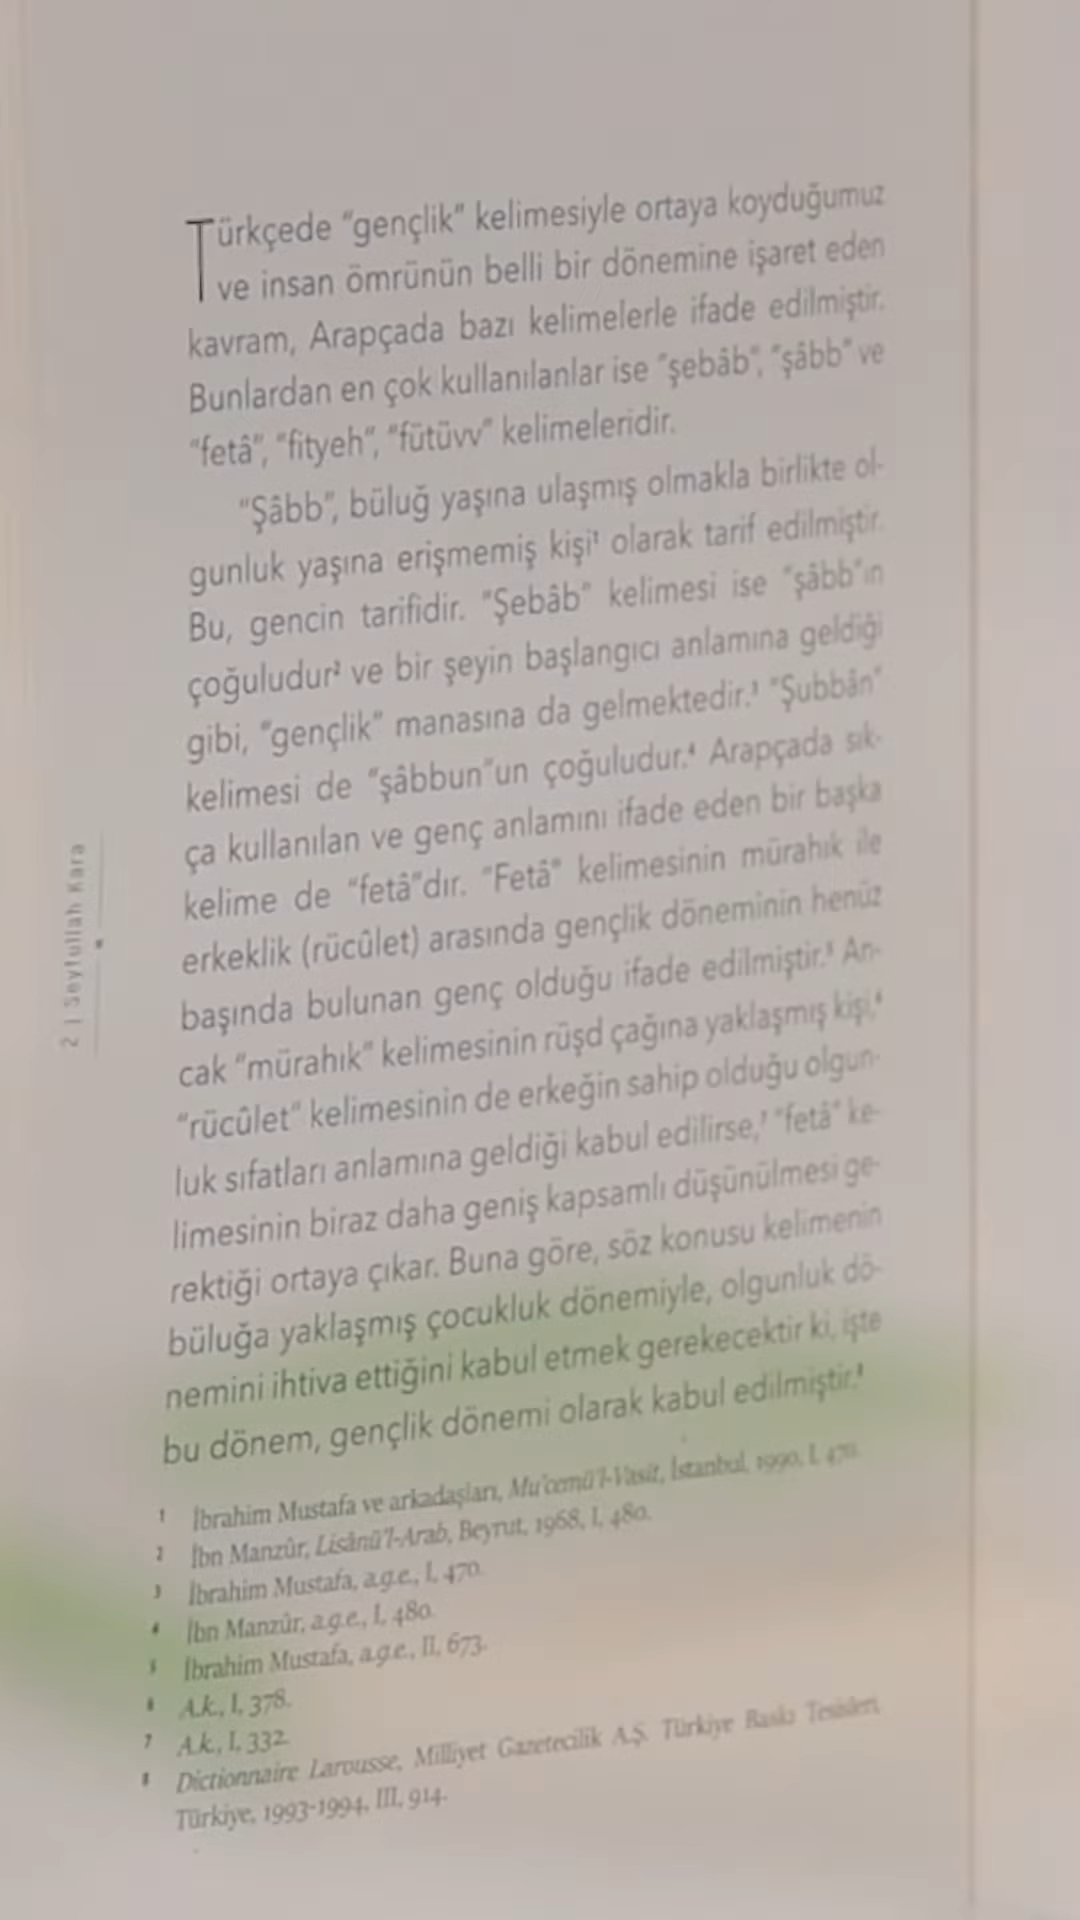 Türkçede “gençlik” kelimesiyle ortaya koyduğumuz
ve insan ömrünün belli bir dönemine işaret eden
kavram, Arapçada bazı kelimelerle ifade edilmiştir.
Bunlardan en çok kullanılanlar ise “şebâb”, “şâbb” ve
“fetâ”, “fityeh”, “fütüvv” kelimeleridir.
“Şâbb”, büluğ yaşına ulaşmış olmakla birlikte ol-
gunluk yaşına erişmemiş kişi¹ olarak tarif edilmiştir.
Bu, gencin tarifidir. “Şebâb” kelimesi ise “şâbb”ın
çoğuludur² ve bir şeyin başlangıcı anlamına geldiği
gibi, “gençlik” manasına da gelmektedir.³ “Şubbân”
kelimesi de “şâbbun”un çoğuludur.⁴ Arapçada sık-
ça kullanılan ve genç anlamını ifade eden bir başka
kelime de “fetâ”dır. “Fetâ” kelimesinin mürahık ile
erkeklik (rücûlet) arasında gençlik döneminin henüz
başında bulunan genç olduğu ifade edilmiştir.⁵ An-
cak “mürahık” kelimesinin rüşd çağına yaklaşmış kişi,⁶
“rücûlet” kelimesinin de erkeğin sahip olduğu olgun-
luk sıfatları anlamına geldiği kabul edilirse,⁷ “fetâ” ke-
limesinin biraz daha geniş kapsamlı düşünülmesi ge-
rektiği ortaya çıkar. Buna göre, söz konusu kelimenin
büluğa yaklaşmış çocukluk dönemiyle, olgunluk dö-
nemini ihtiva ettiğini kabul etmek gerekecektir ki, işte
bu dönem, gençlik dönemi olarak kabul edilmiştir.⁸
1 İbrahim Mustafa ve arkadaşları, Mu’cemü’l-Vasît, İstanbul, 1990, I, 470.
2 İbn Manzûr, Lisânü’l-Arab, Beyrut, 1968, I, 480.
3 İbrahim Mustafa, a.g.e., I, 470.
4 İbn Manzûr, a.g.e., I, 480.
5 İbrahim Mustafa, a.g.e., II, 673.
6 A.k., I, 378.
7 A.k., I, 332.
8 Dictionnaire Larousse, Milliyet Gazetecilik A.Ş. Türkiye Baskı Tesisleri,
Türkiye, 1993-1994, III, 914.
2 | Seyfullah Kara